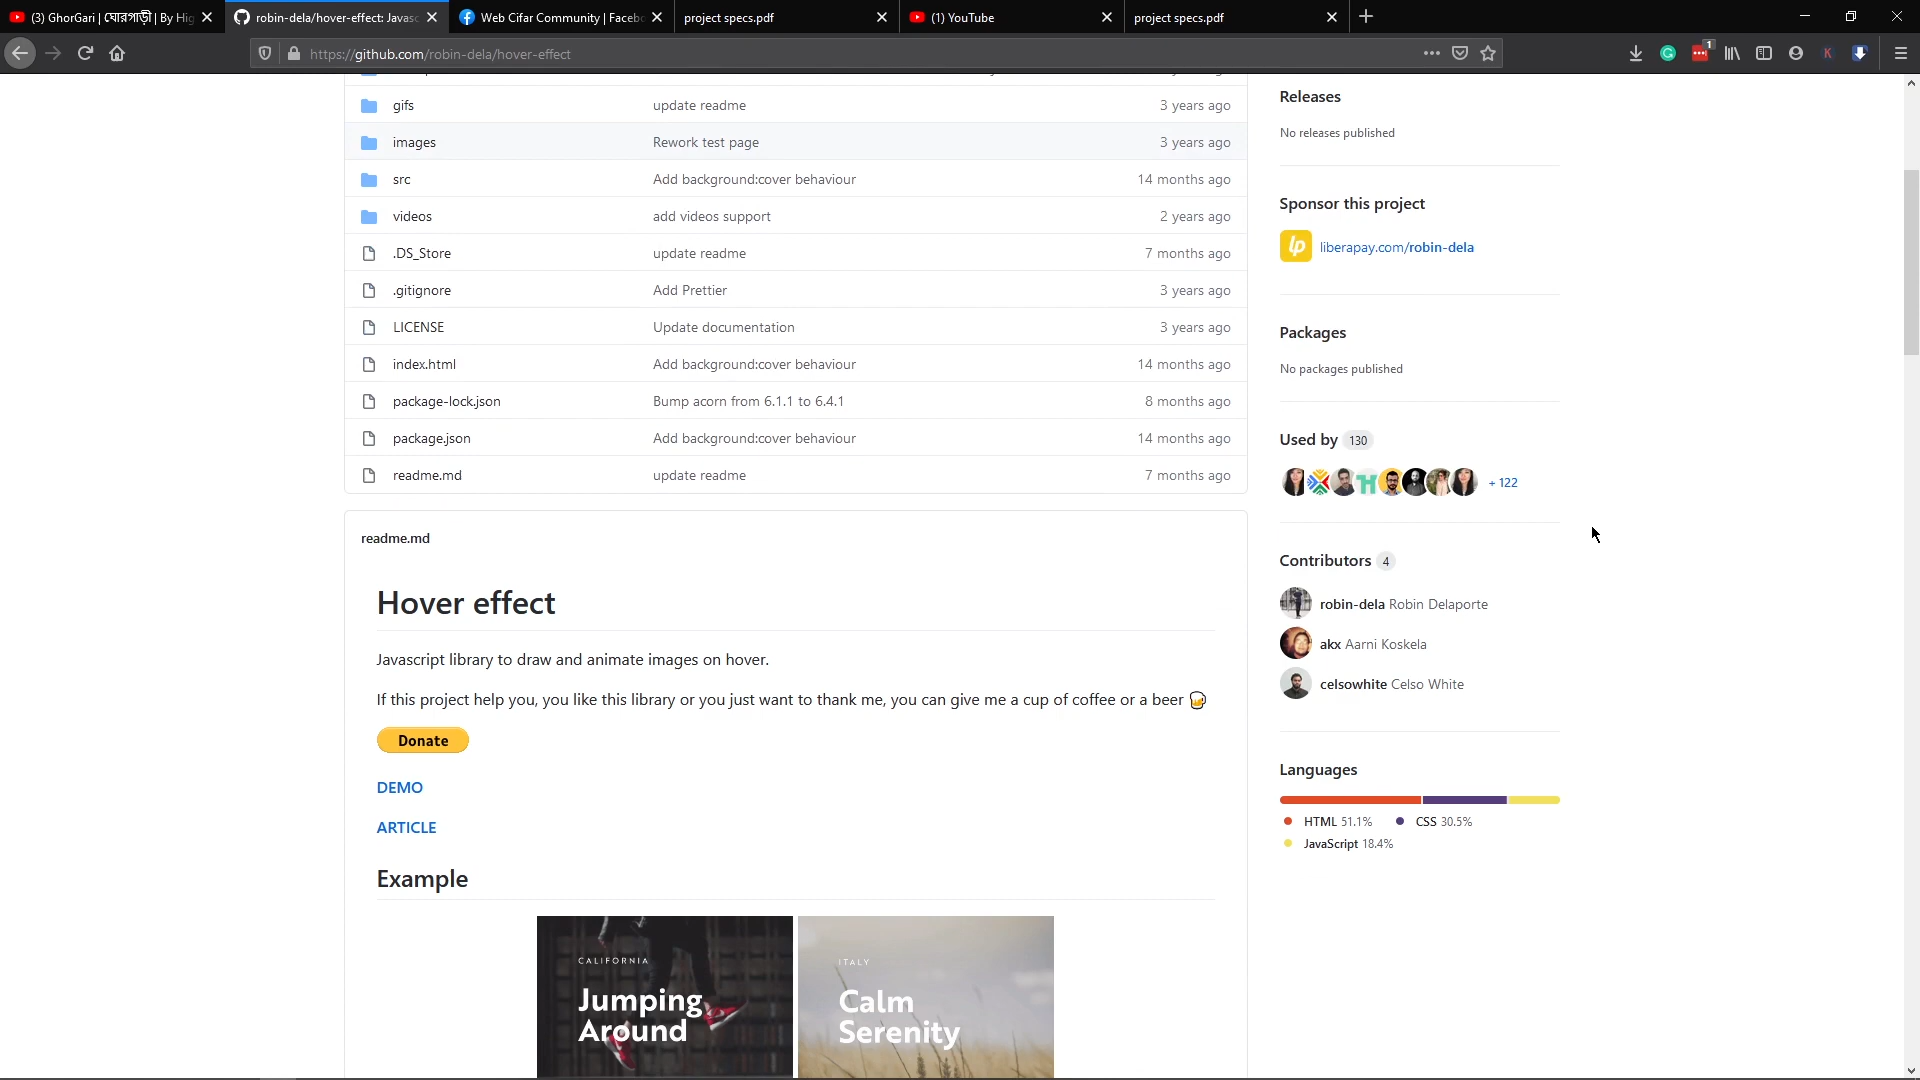 (3) GhorGari | ঘোরগাড়ী | By Hig
robin-dela/hover-effect: Javasc
Web Cifar Community | Facebo
project specs.pdf
(1) YouTube
project specs.pdf
https://github.com/robin-dela/hover-effect
1
K
gifs update readme 3 years ago
images Rework test page 3 years ago
src Add background:cover behaviour 14 months ago
videos add videos support 2 years ago
.DS_Store update readme 7 months ago
.gitignore Add Prettier 3 years ago
LICENSE Update documentation 3 years ago
index.html Add background:cover behaviour 14 months ago
package-lock.json Bump acorn from 6.1.1 to 6.4.1 8 months ago
package.json Add background:cover behaviour 14 months ago
readme.md update readme 7 months ago
readme.md
Hover effect
Javascript library to draw and animate images on hover.
If this project help you, you like this library or you just want to thank me, you can give me a cup of coffee or a beer 🍺
Donate
DEMO
ARTICLE
Example
CALIFORNIA
Jumping
Around
ITALY
Calm
Serenity
Releases
No releases published
Sponsor this project
lp liberapay.com/robin-dela
Packages
No packages published
Used by 130
+ 122
Contributors 4
robin-dela Robin Delaporte
akx Aarni Koskela
celsowhite Celso White
Languages
HTML 51.1% CSS 30.5%
JavaScript 18.4%